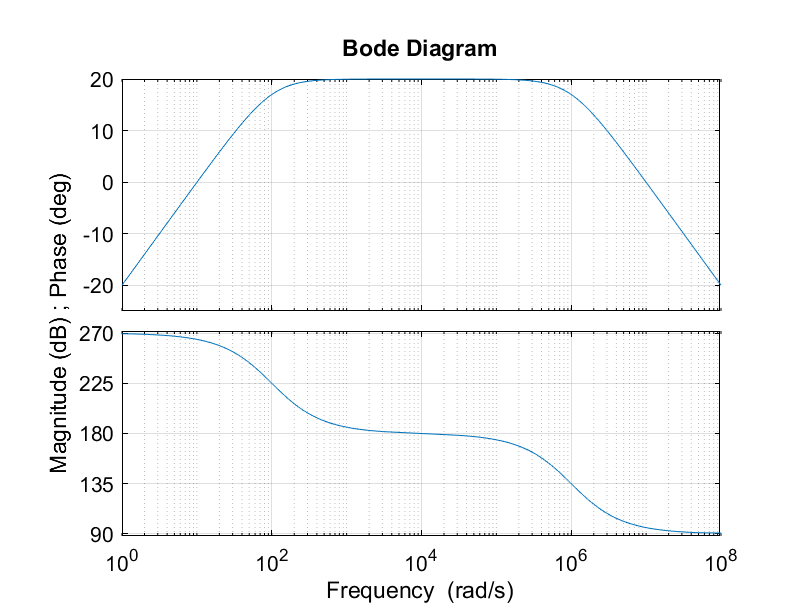 Bode Diagram
20
10
0
-10
-20
Magnitude (dB) ; Phase (deg)
270
225
180
135
90
10^0 10^2 10^4 10^6 10^8
Frequency (rad/s)